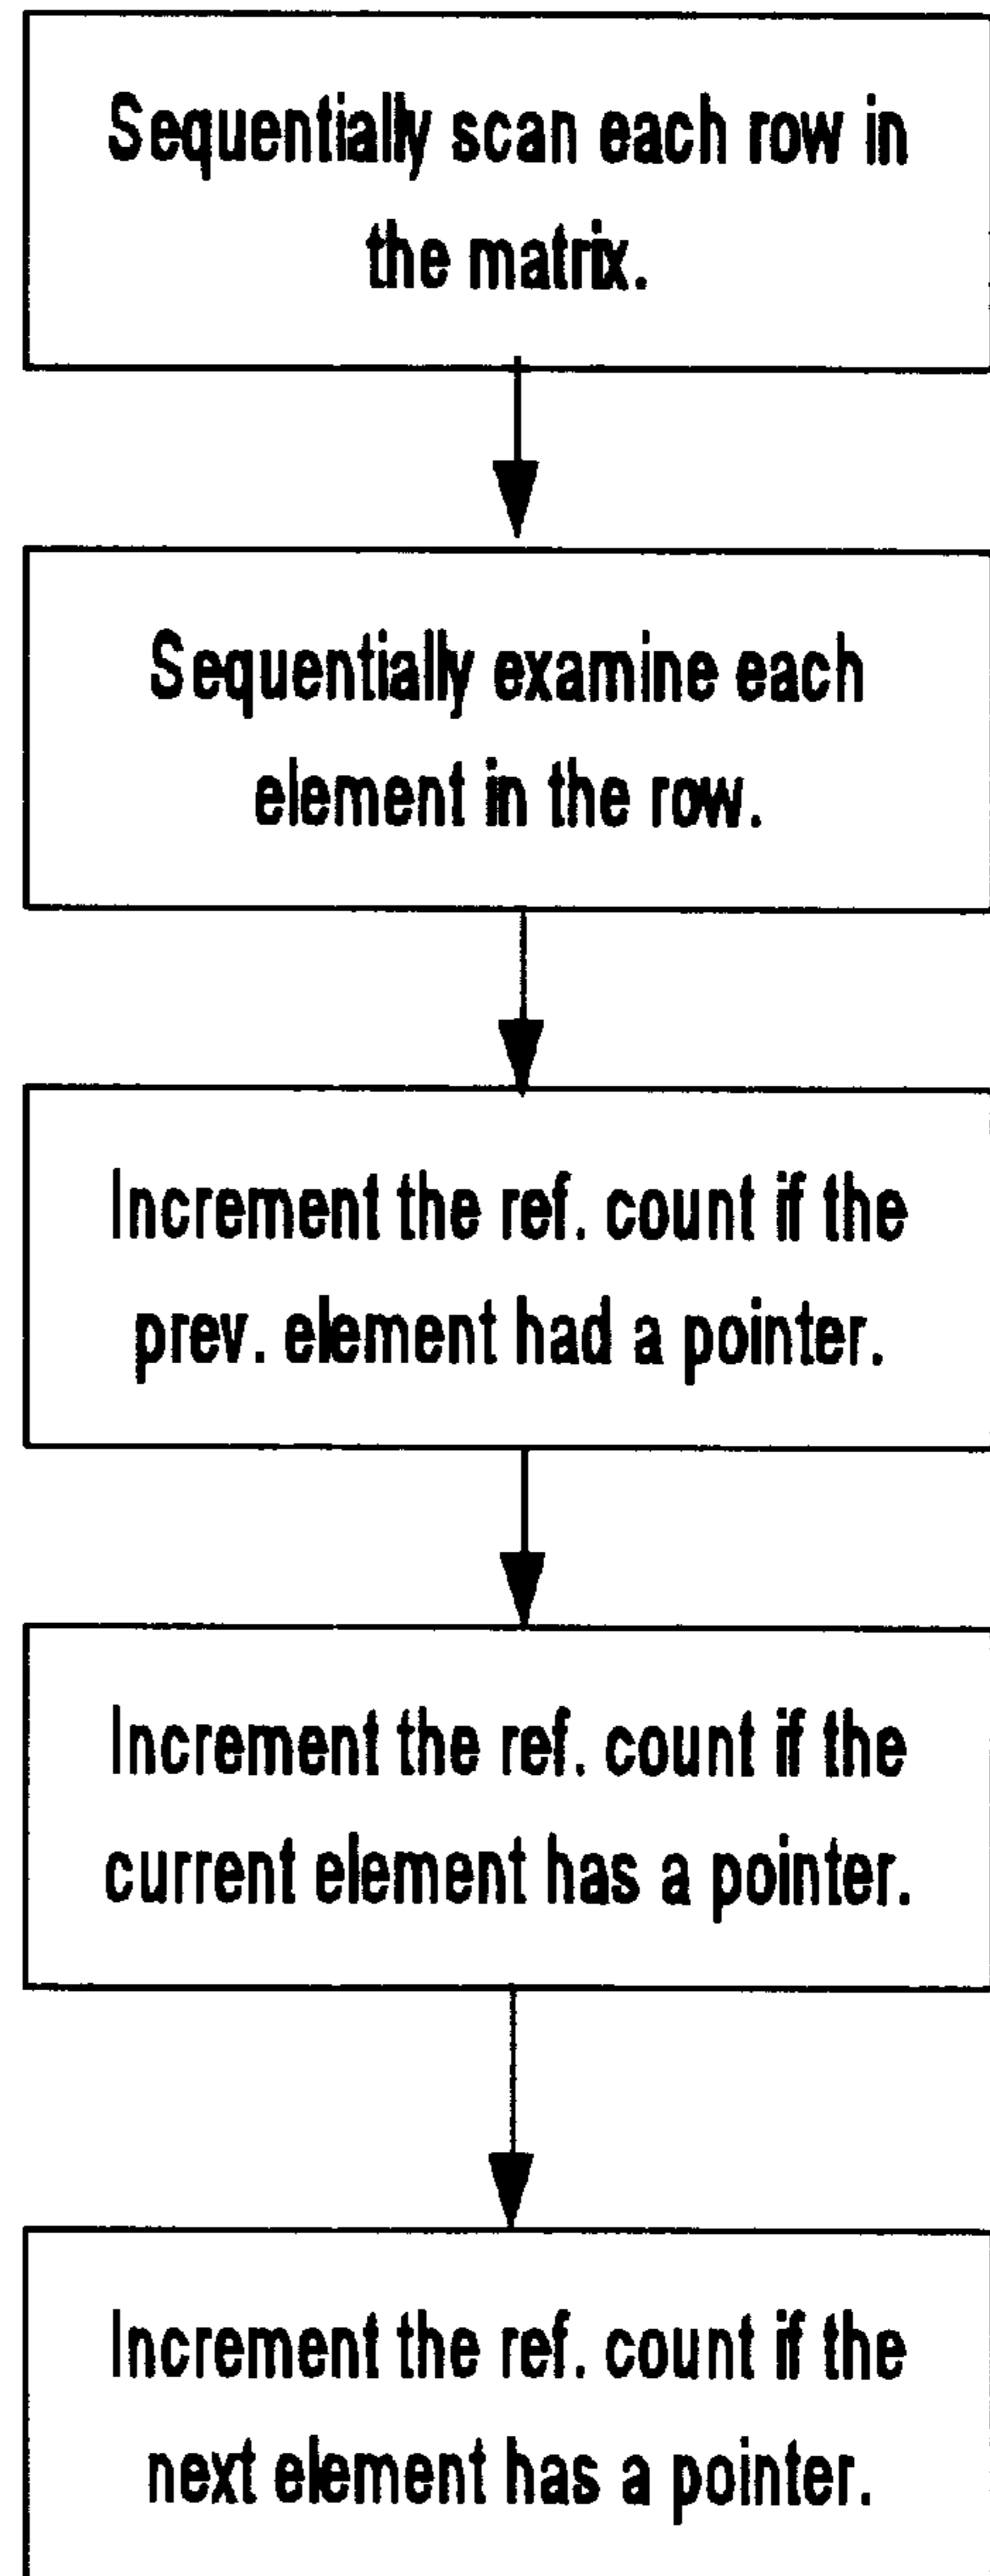 Sequentially scan each row in
the matrix.
Sequentially examine each
element in the row.
Increment the ref. count if the
prev. element had a pointer.
Increment the ref. count if the
current element has a pointer.
Increment the ref. count if the
next element has a pointer.